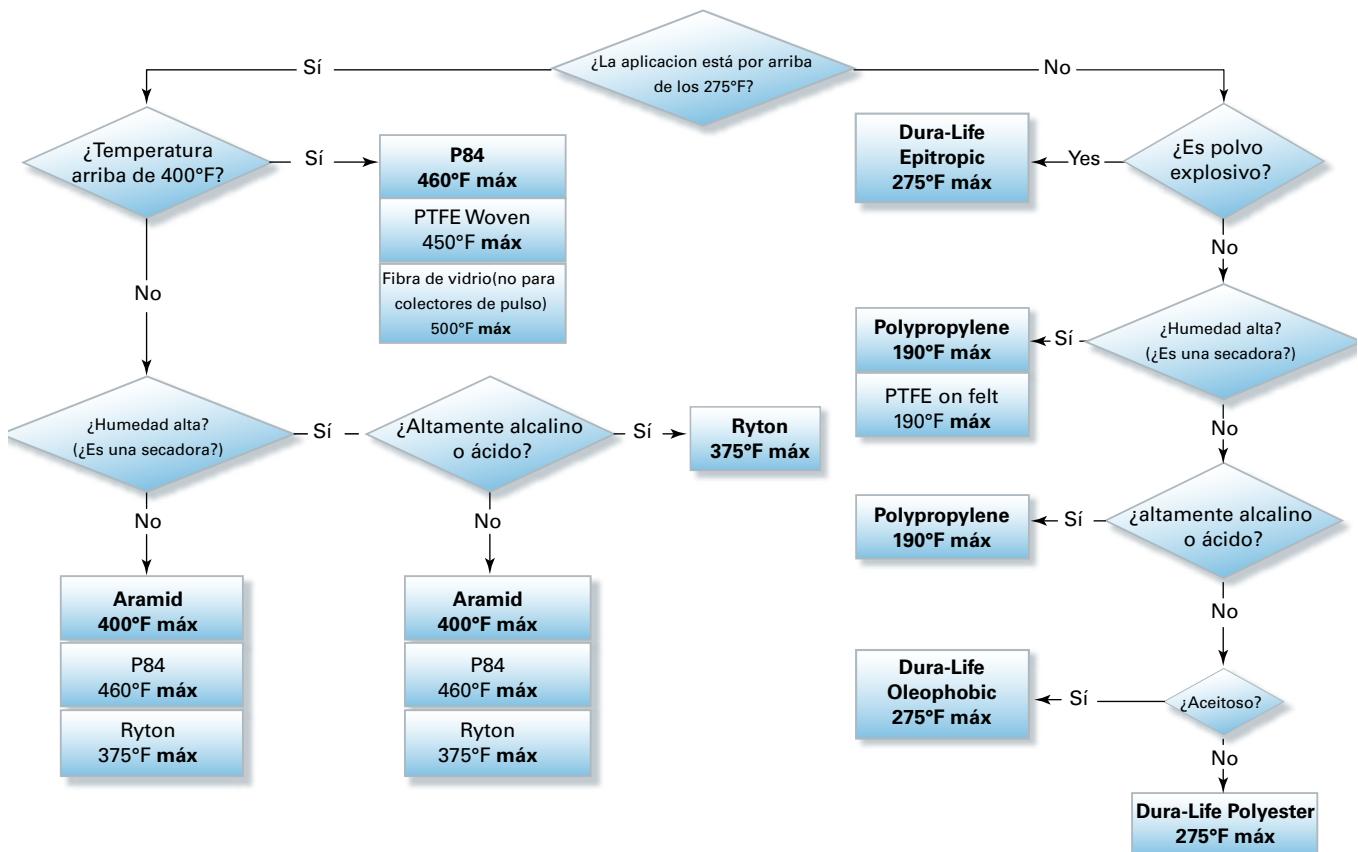 ¿La aplicacion está por arriba
de los 275°F?
Sí
No
¿Temperatura
arriba de 400°F?
Sí
P84
460°F máx
PTFE Woven
450°F máx
Fibra de vidrio(no para
colectores de pulso)
500°F máx
No
¿Humedad alta?
(¿Es una secadora?)
Sí
¿Altamente alcalino
o ácido?
Sí
Ryton
375°F máx
No
Aramid
400°F máx
P84
460°F máx
Ryton
375°F máx
No
Aramid
400°F máx
P84
460°F máx
Ryton
375°F máx
¿Es polvo
explosivo?
Yes
Dura-Life
Epitropic
275°F máx
No
¿Humedad alta?
(¿Es una secadora?)
Sí
Polypropylene
190°F máx
PTFE on felt
190°F máx
No
¿altamente alcalino
o ácido?
Sí
Polypropylene
190°F máx
No
¿Aceitoso?
Sí
Dura-Life
Oleophobic
275°F máx
No
Dura-Life Polyester
275°F máx